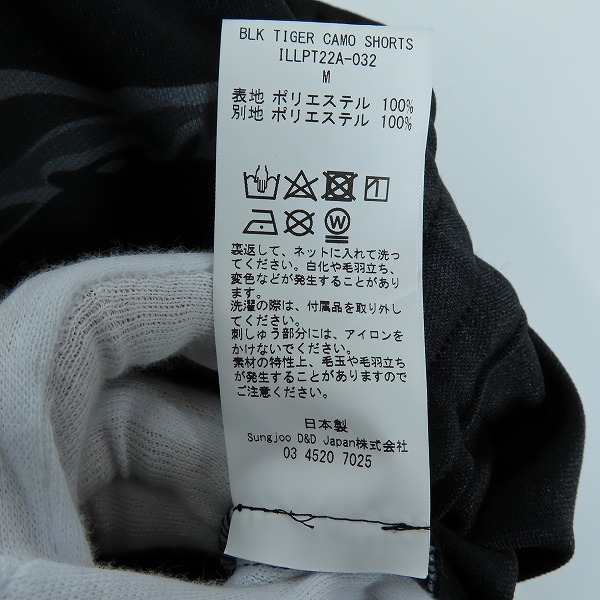 BLK TIGER CAMO SHORTS
ILLPT22A-032
M
表地 ポリエステル 100%
別地 ポリエステル 100%
W
裏返して、ネットに入れて洗っ
てください。白化や毛羽立ち、
変色などが発生することがあり
ます。
洗濯の際は、付属品を取り外し
てください。
刺しゅう部分には、アイロンを
かけないでください。
素材の特性上、毛玉や毛羽立ち
が発生することがありますので
ご注意ください。
日本製
Sungjoo D&D Japan株式会社
03 4520 7025